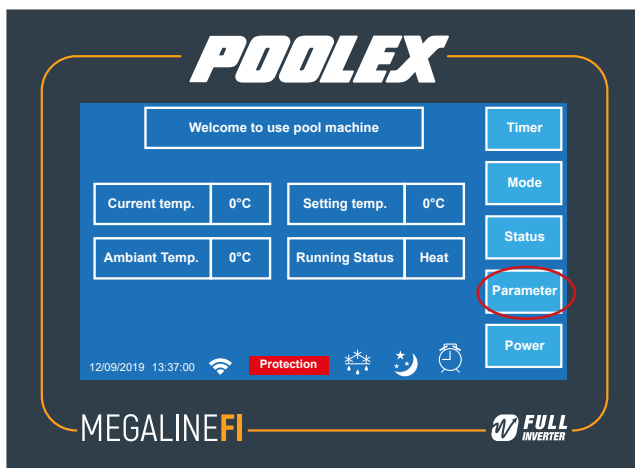 POOLEX
Welcome to use pool machine
Timer
Mode
Current temp. 0°C Setting temp. 0°C
Status
Ambiant Temp. 0°C Running Status Heat
Parameter
Power
12/09/2019 13:37:00 Protection
MEGALINEFI
FULL
INVERTER